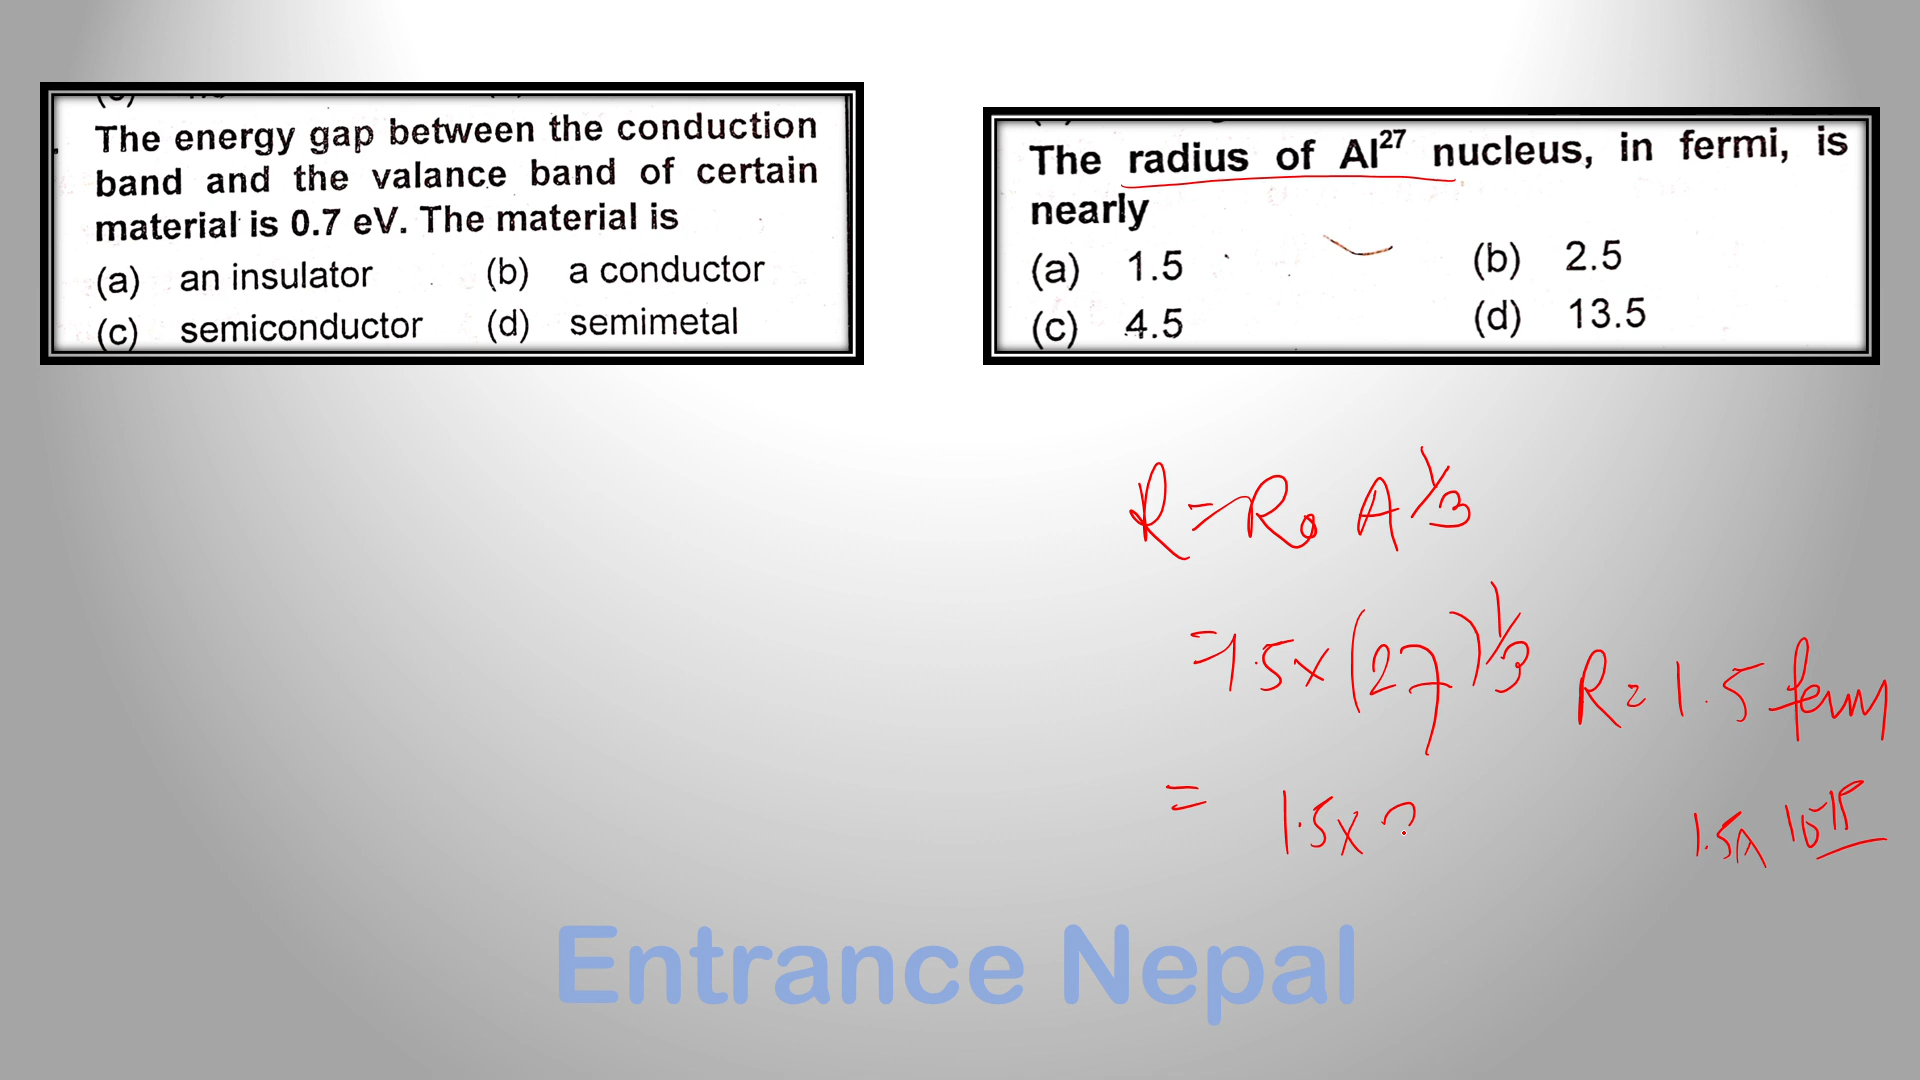 The energy gap between the conduction
band and the valance band of certain
material is 0.7 eV. The material is
(a) an insulator (b) a conductor
(c) semiconductor (d) semimetal
The radius of Al²⁷ nucleus, in fermi, is
nearly
(a) 1.5 (b) 2.5
(c) 4.5 (d) 13.5
R = R₀ A^1/3
= 1.5 x (27)^1/3 R = 1.5
= 1.5 x
1.5 x 10⁻¹⁵
Entrance Nepal